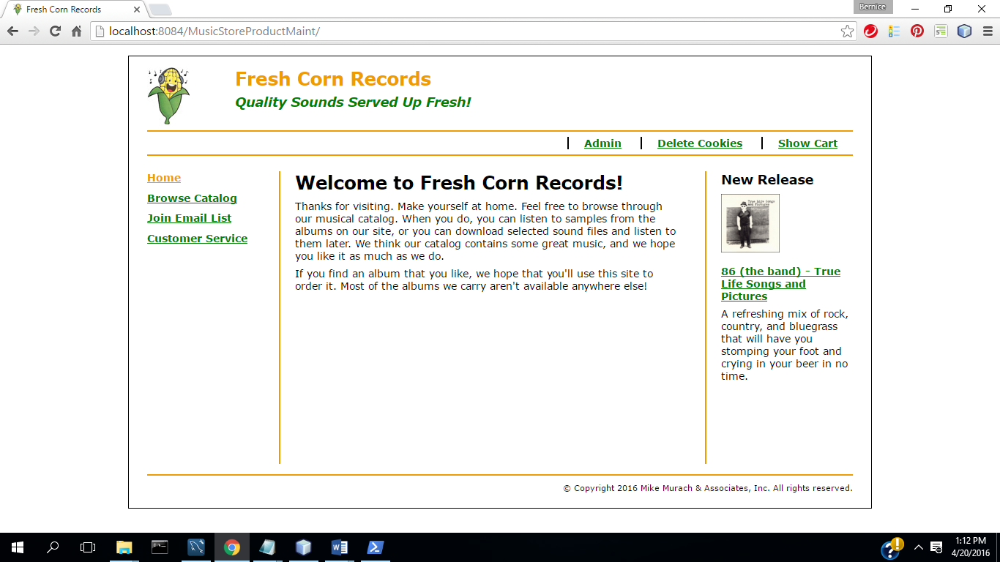 Fresh Corn Records
Bernice
localhost:8084/MusicStoreProductMaint/
Fresh Corn Records
Quality Sounds Served Up Fresh!
Admin
Delete Cookies
Show Cart
Home
Browse Catalog
Join Email List
Customer Service
Welcome to Fresh Corn Records!
Thanks for visiting. Make yourself at home. Feel free to browse through
our musical catalog. When you do, you can listen to samples from the
albums on our site, or you can download selected sound files and listen to
them later. We think our catalog contains some great music, and we hope
you like it as much as we do.
If you find an album that you like, we hope that you'll use this site to
order it. Most of the albums we carry aren't available anywhere else!
New Release
True Life Songs
and Pictures
86 (the band) - True
Life Songs and
Pictures
A refreshing mix of rock,
country, and bluegrass
that will have you
stomping your foot and
crying in your beer in no
time.
© Copyright 2016 Mike Murach & Associates, Inc. All rights reserved.
1:12 PM
4/20/2016